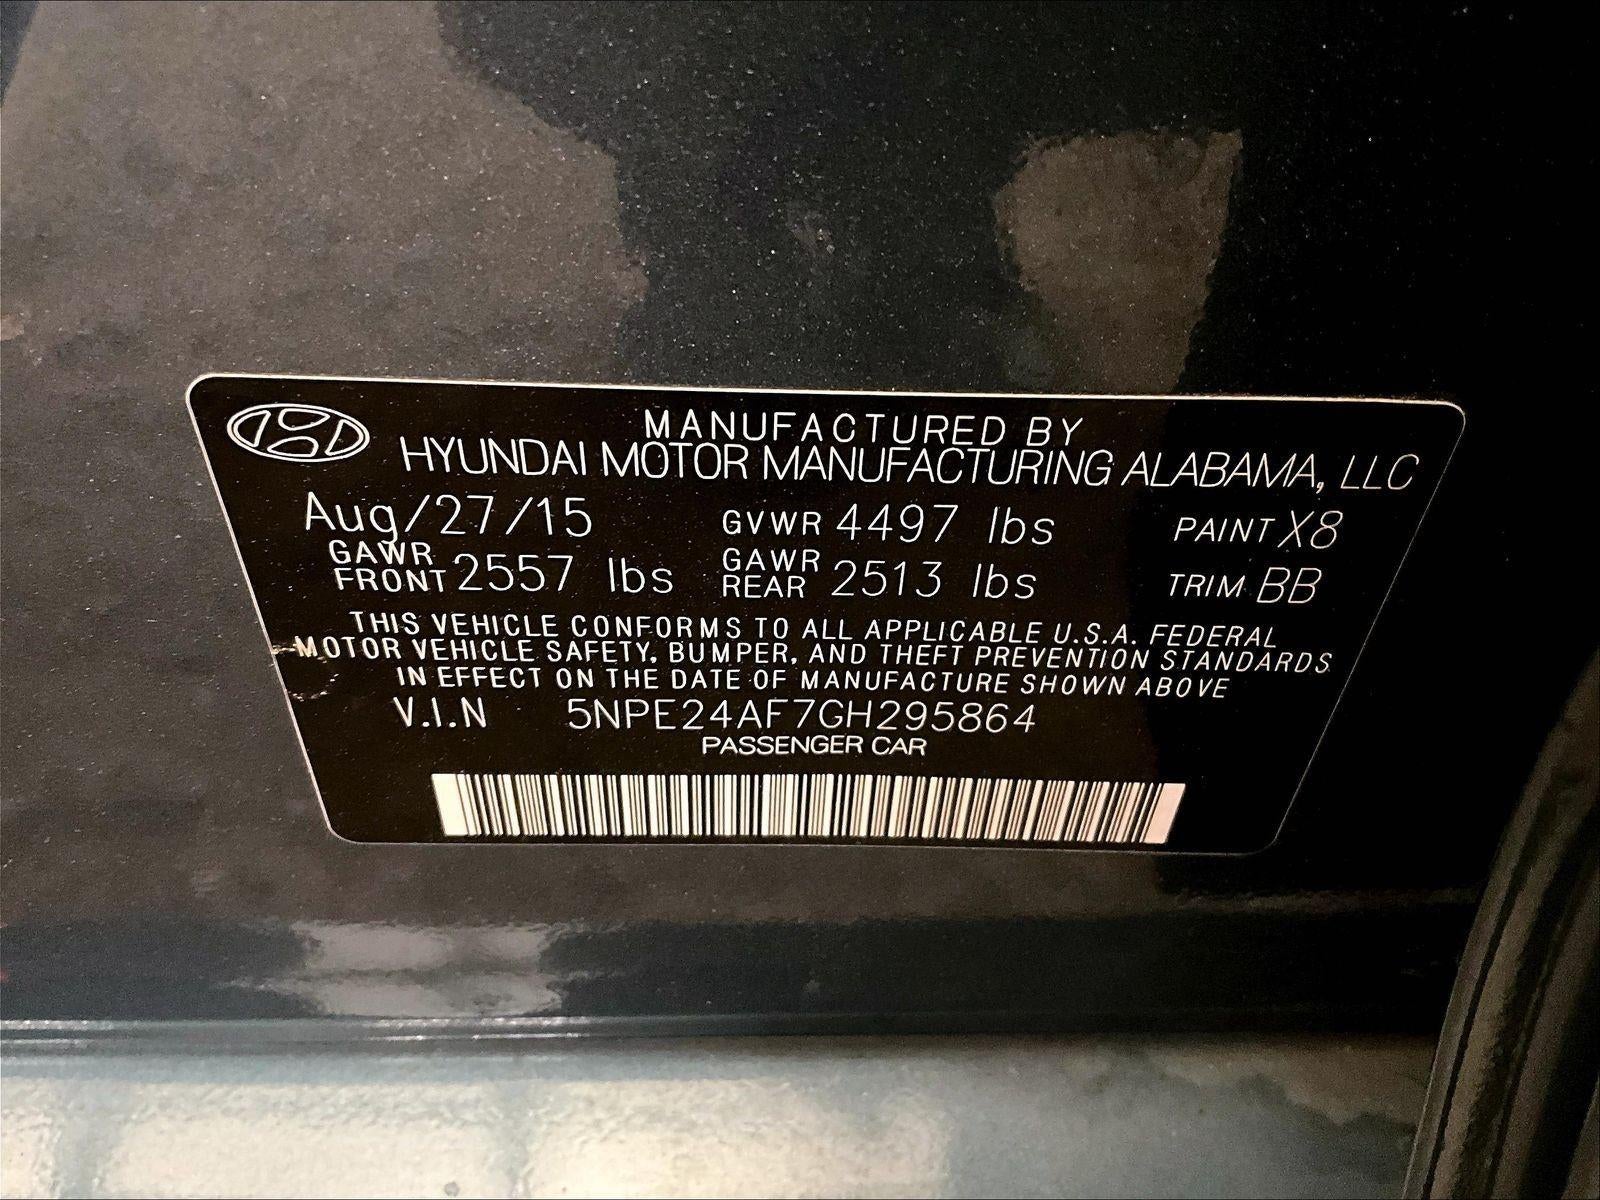 MANUFACTURED BY
HYUNDAI MOTOR MANUFACTURING ALABAMA, LLC
Aug/27/15 GVWR 4497 lbs PAINT X8
GAWR FRONT 2557 lbs GAWR REAR 2513 lbs TRIM BB
THIS VEHICLE CONFORMS TO ALL APPLICABLE U.S.A. FEDERAL
MOTOR VEHICLE SAFETY, BUMPER, AND THEFT PREVENTION STANDARDS
IN EFFECT ON THE DATE OF MANUFACTURE SHOWN ABOVE
V.I.N 5NPE24AF7GH295864
PASSENGER CAR